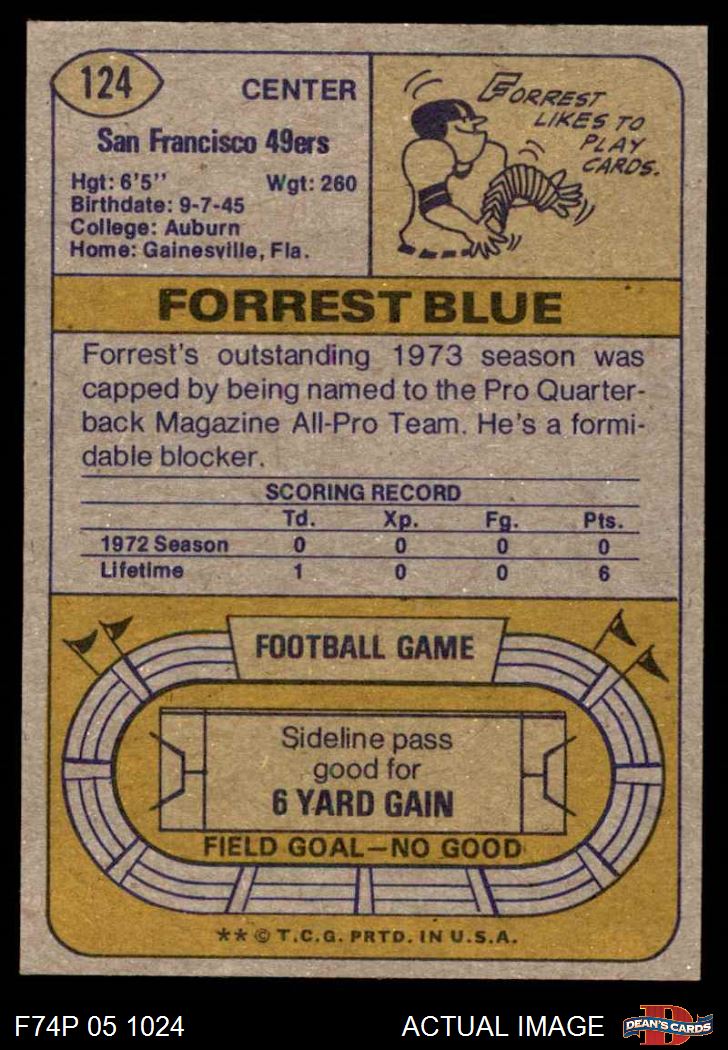 124
CENTER
San Francisco 49ers
Hgt: 6'5'' Wgt: 260
Birthdate: 9-7-45
College: Auburn
Home: Gainesville, Fla.
FORREST
LIKES TO
PLAY
CARDS.
FORREST BLUE
Forrest's outstanding 1973 season was
capped by being named to the Pro Quarter-
back Magazine All-Pro Team. He's a formi-
dable blocker.
SCORING RECORD
Td. Xp. Fg. Pts.
1972 Season 0 0 0 0
Lifetime 1 0 0 6
FOOTBALL GAME
Sideline pass
good for
6 YARD GAIN
FIELD GOAL—NO GOOD
** © T.C.G. PRTD. IN U.S.A.
F74P 05 1024 ACTUAL IMAGE
D
DEAN'S CARDS